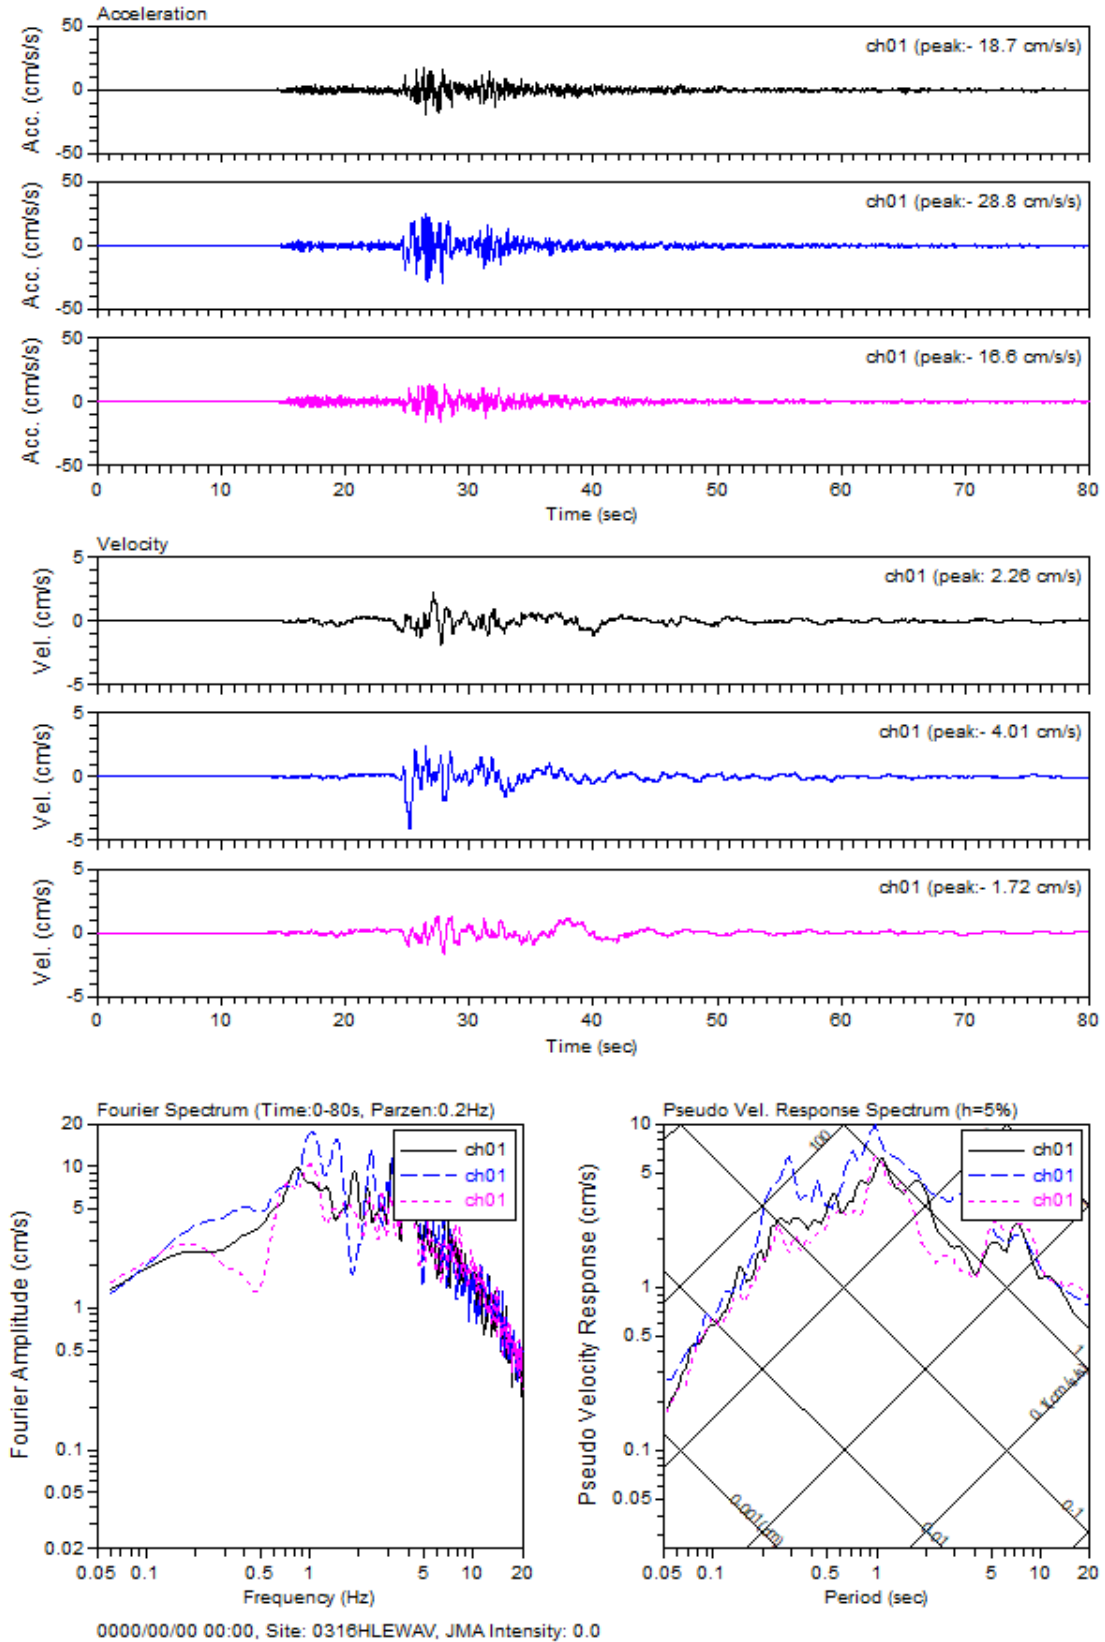 Acceleration
50
0
-50
Acc. (cm/s/s)
ch01 (peak:- 18.7 cm/s/s)
50
0
-50
Acc. (cm/s/s)
ch01 (peak:- 28.8 cm/s/s)
50
0
-50
Acc. (cm/s/s)
ch01 (peak:- 16.6 cm/s/s)
0 10 20 30 40 50 60 70 80
Time (sec)
Velocity
5
0
-5
Vel. (cm/s)
ch01 (peak: 2.26 cm/s)
5
0
-5
Vel. (cm/s)
ch01 (peak:- 4.01 cm/s)
5
0
-5
Vel. (cm/s)
ch01 (peak:- 1.72 cm/s)
0 10 20 30 40 50 60 70 80
Time (sec)
Fourier Spectrum (Time:0-80s, Parzen:0.2Hz)
20
10
5
1
0.5
0.1
0.05
0.02
Fourier Amplitude (cm/s)
ch01
ch01
ch01
0.05 0.1 0.5 1 5 10 20
Frequency (Hz)
Pseudo Vel. Response Spectrum (h=5%)
10
5
1
0.5
0.1
0.05
Pseudo Velocity Response (cm/s)
100
ch01
ch01
ch01
1
0.1(cm/s/s)
0.001(cm)
0.01
0.1
0.05 0.1 0.5 1 5 10 20
Period (sec)
0000/00/00 00:00, Site: 0316HLEWAV, JMA Intensity: 0.0